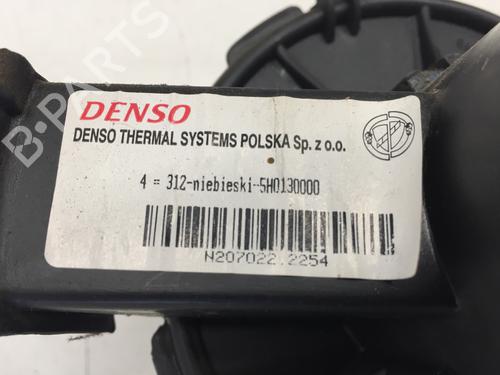 DENSO
DENSO THERMAL SYSTEMS POLSKA Sp. z o.o.
4 = 312-niebieski-5H0130000
N207022.2254
B-PARTS